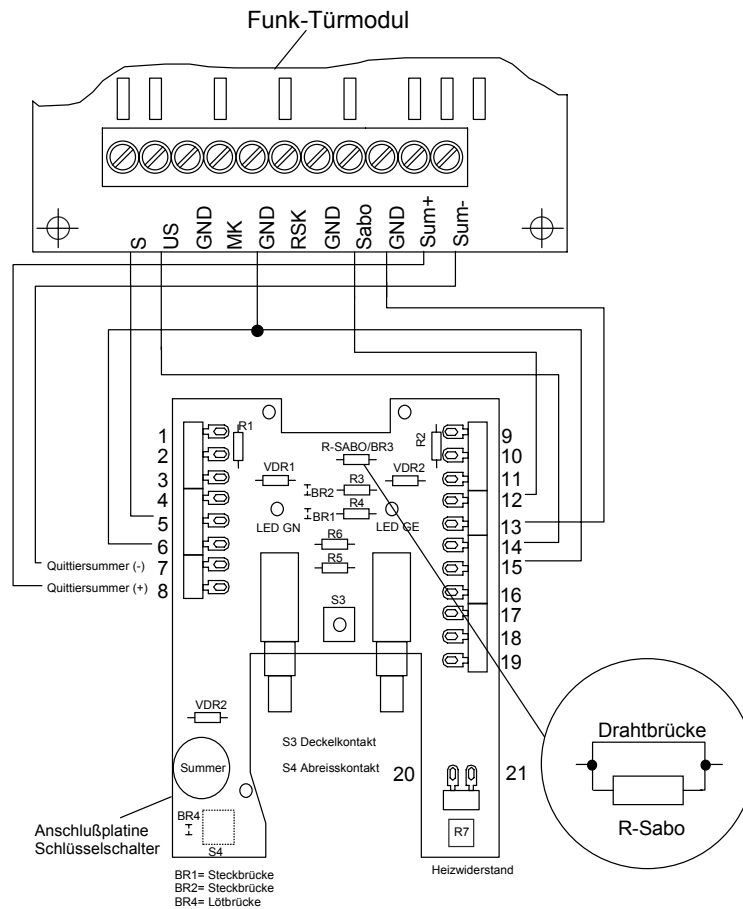 Funk-Türmodul
S
US
GND
MK
GND
RSK
GND
Sabo
GND
Sum+
Sum-
1
2
3
4
5
6
7
8
R1
R-SABO/BR3
R2
VDR1
VDR2
BR2
R3
BR1
R4
LED GN
LED GE
R6
R5
S3
9
10
11
12
13
14
15
16
17
18
19
Quittiersummer (-)
Quittiersummer (+)
VDR2
S3 Deckelkontakt
S4 Abreisskontakt
Summer
20
21
Drahtbrücke
R-Sabo
Anschlußplatine
Schlüsselschalter
BR4
S4
R7
Heizwiderstand
BR1= Steckbrücke
BR2= Steckbrücke
BR4= Lötbrücke